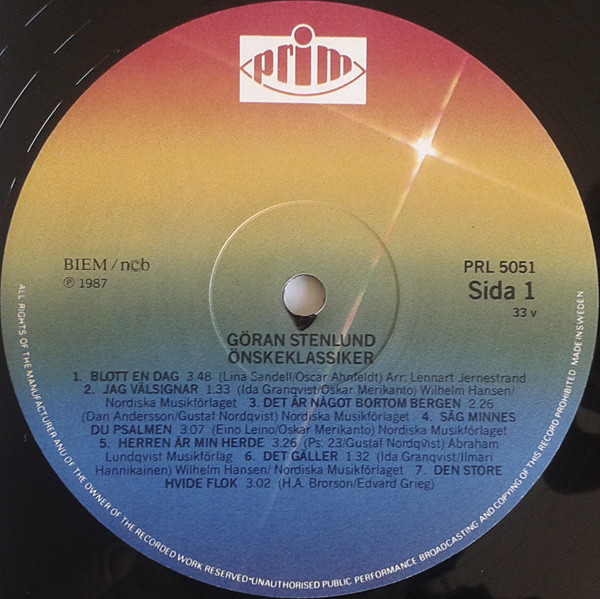 prim
BIEM/ncb
℗ 1987
PRL 5051
Sida 1
33 v
GÖRAN STENLUND
ÖNSKEKLASSIKER
1. BLOTT EN DAG 3.48 (Lina Sandell/Oscar Ahnfeldt) Arr: Lennart Jernestrand
2. JAG VÄLSIGNAR 1.33 (Ida Granqvist/Oskar Merikanto) Wilhelm Hansen/
Nordiska Musikförlaget 3. DET ÄR NÅGOT BORTOM BERGEN 2.26
(Dan Andersson/Gustaf Nordqvist) Nordiska Musikförlaget 4. SÄG MINNES
DU PSALMEN 3.07 (Eino Leino/Oskar Merikanto) Nordiska Musikförlaget
5. HERREN ÄR MIN HERDE 3.26 (Ps. 23/Gustaf Nordqvist) Abraham
Lundqvist Musikförlag 6. DET GÄLLER 1.32 (Ida Granqvist/Ilmari
Hannikainen) Wilhelm Hansen/ Nordiska Musikförlaget 7. DEN STORE
HVIDE FLOK 3.02 (H.A. Brorson/Edvard Grieg)
ALL RIGHTS OF THE MANUFACTURER AND OF THE OWNER OF THE RECORDED WORK RESERVED•UNAUTHORISED PUBLIC PERFORMANCE BROADCASTING AND COPYING OF THIS RECORD PROHIBITED MADE IN SWEDEN